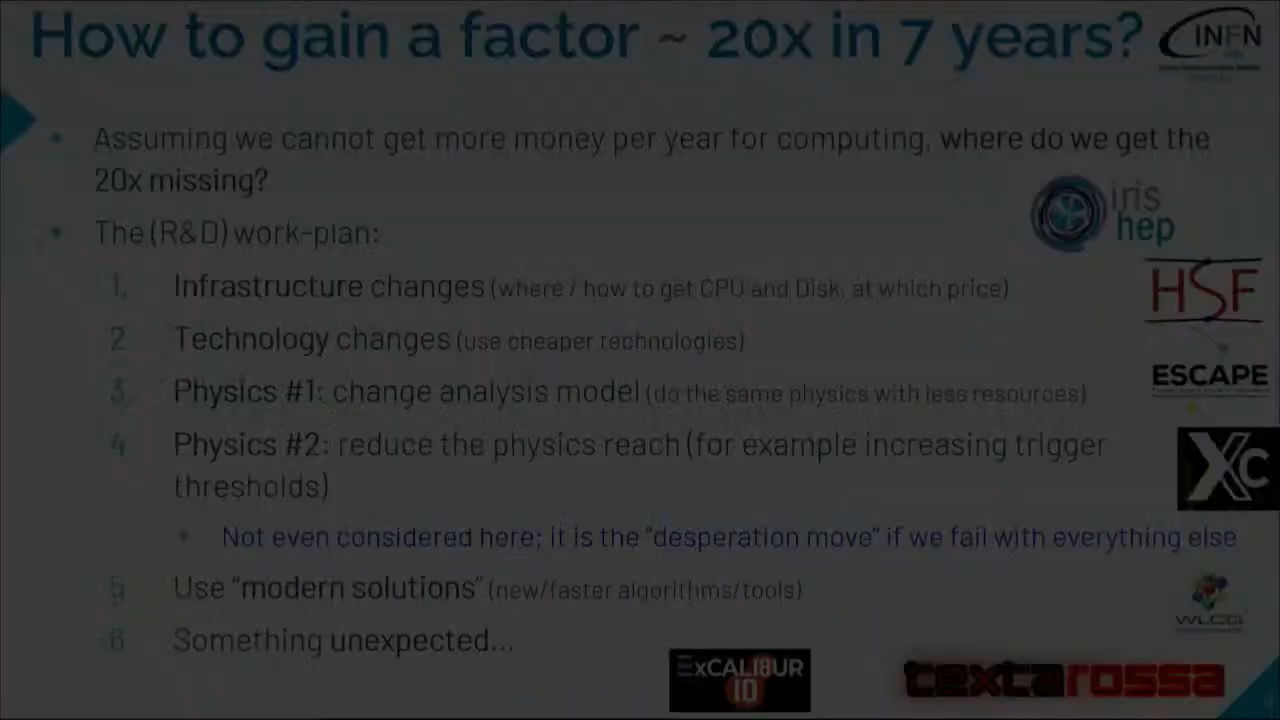 How to gain a factor ~ 20x in 7 years?
INFN
• Assuming we cannot get more money per year for computing, where do we get the
20x missing?
iris
hep
• The (R&D) work-plan:
1. Infrastructure changes (where / how to get CPU and Disk, at which price)
HSF
2 Technology changes (use cheaper technologies)
ESCAPE
3. Physics #1: change analysis model (do the same physics with less resources)
4 Physics #2: reduce the physics reach (for example increasing trigger
thresholds)
XC
• Not even considered here; it is the "desperation move" if we fail with everything else
5 Use "modern solutions" (new/faster algorithms/tools)
WLCG
6 Something unexpected...
ExCALI8UR
10
textarossa